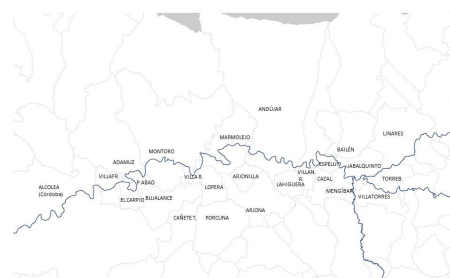 ANDÚJAR
LINARES
MARMOLEJO
BAILÉN
MONTORO
ADAMUZ
ESPELUY
JABALQUINTO
VILLAFR.
P.ABAD
VILLA R.
ARJONILLA
VILLAN.
R.
CAZAL.
TORREB.
ALCOLEA
(Córdoba)
LOPERA
LAHIGUERA
MENGÍBAR
EL CARPIO
BUJALANCE
VILLATORRES
CAÑETE T.
PORCUNA
ARJONA